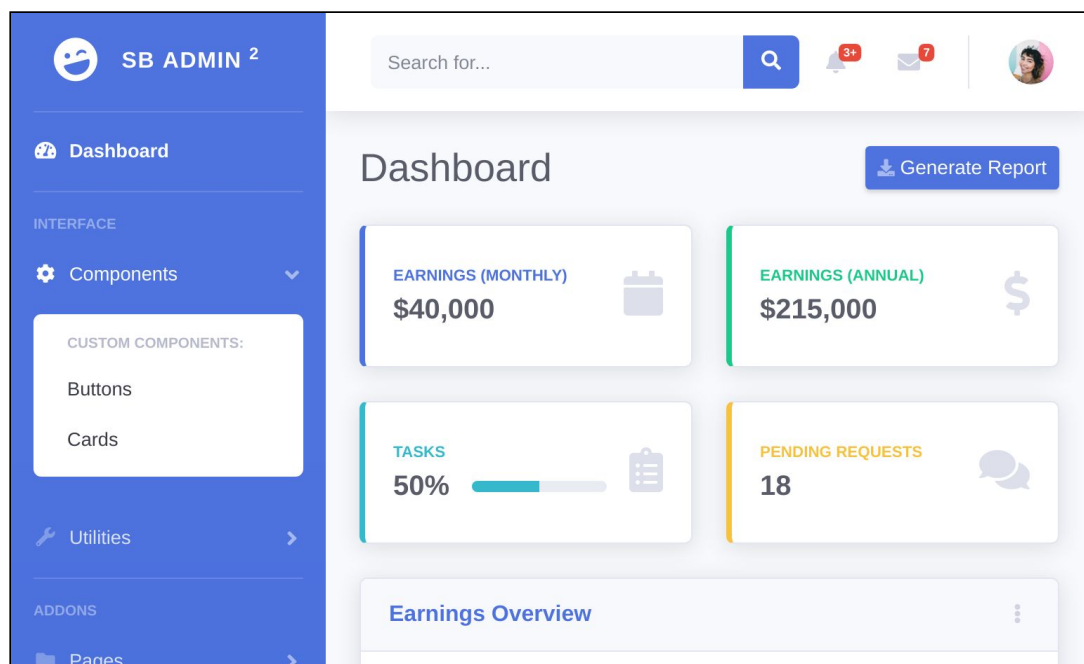 SB ADMIN 2
Dashboard
INTERFACE
Components
CUSTOM COMPONENTS:
Buttons
Cards
Utilities
ADDONS
Pages
Search for...
3+
7
Dashboard
Generate Report
EARNINGS (MONTHLY)
$40,000
EARNINGS (ANNUAL)
$215,000
TASKS
50%
PENDING REQUESTS
18
Earnings Overview